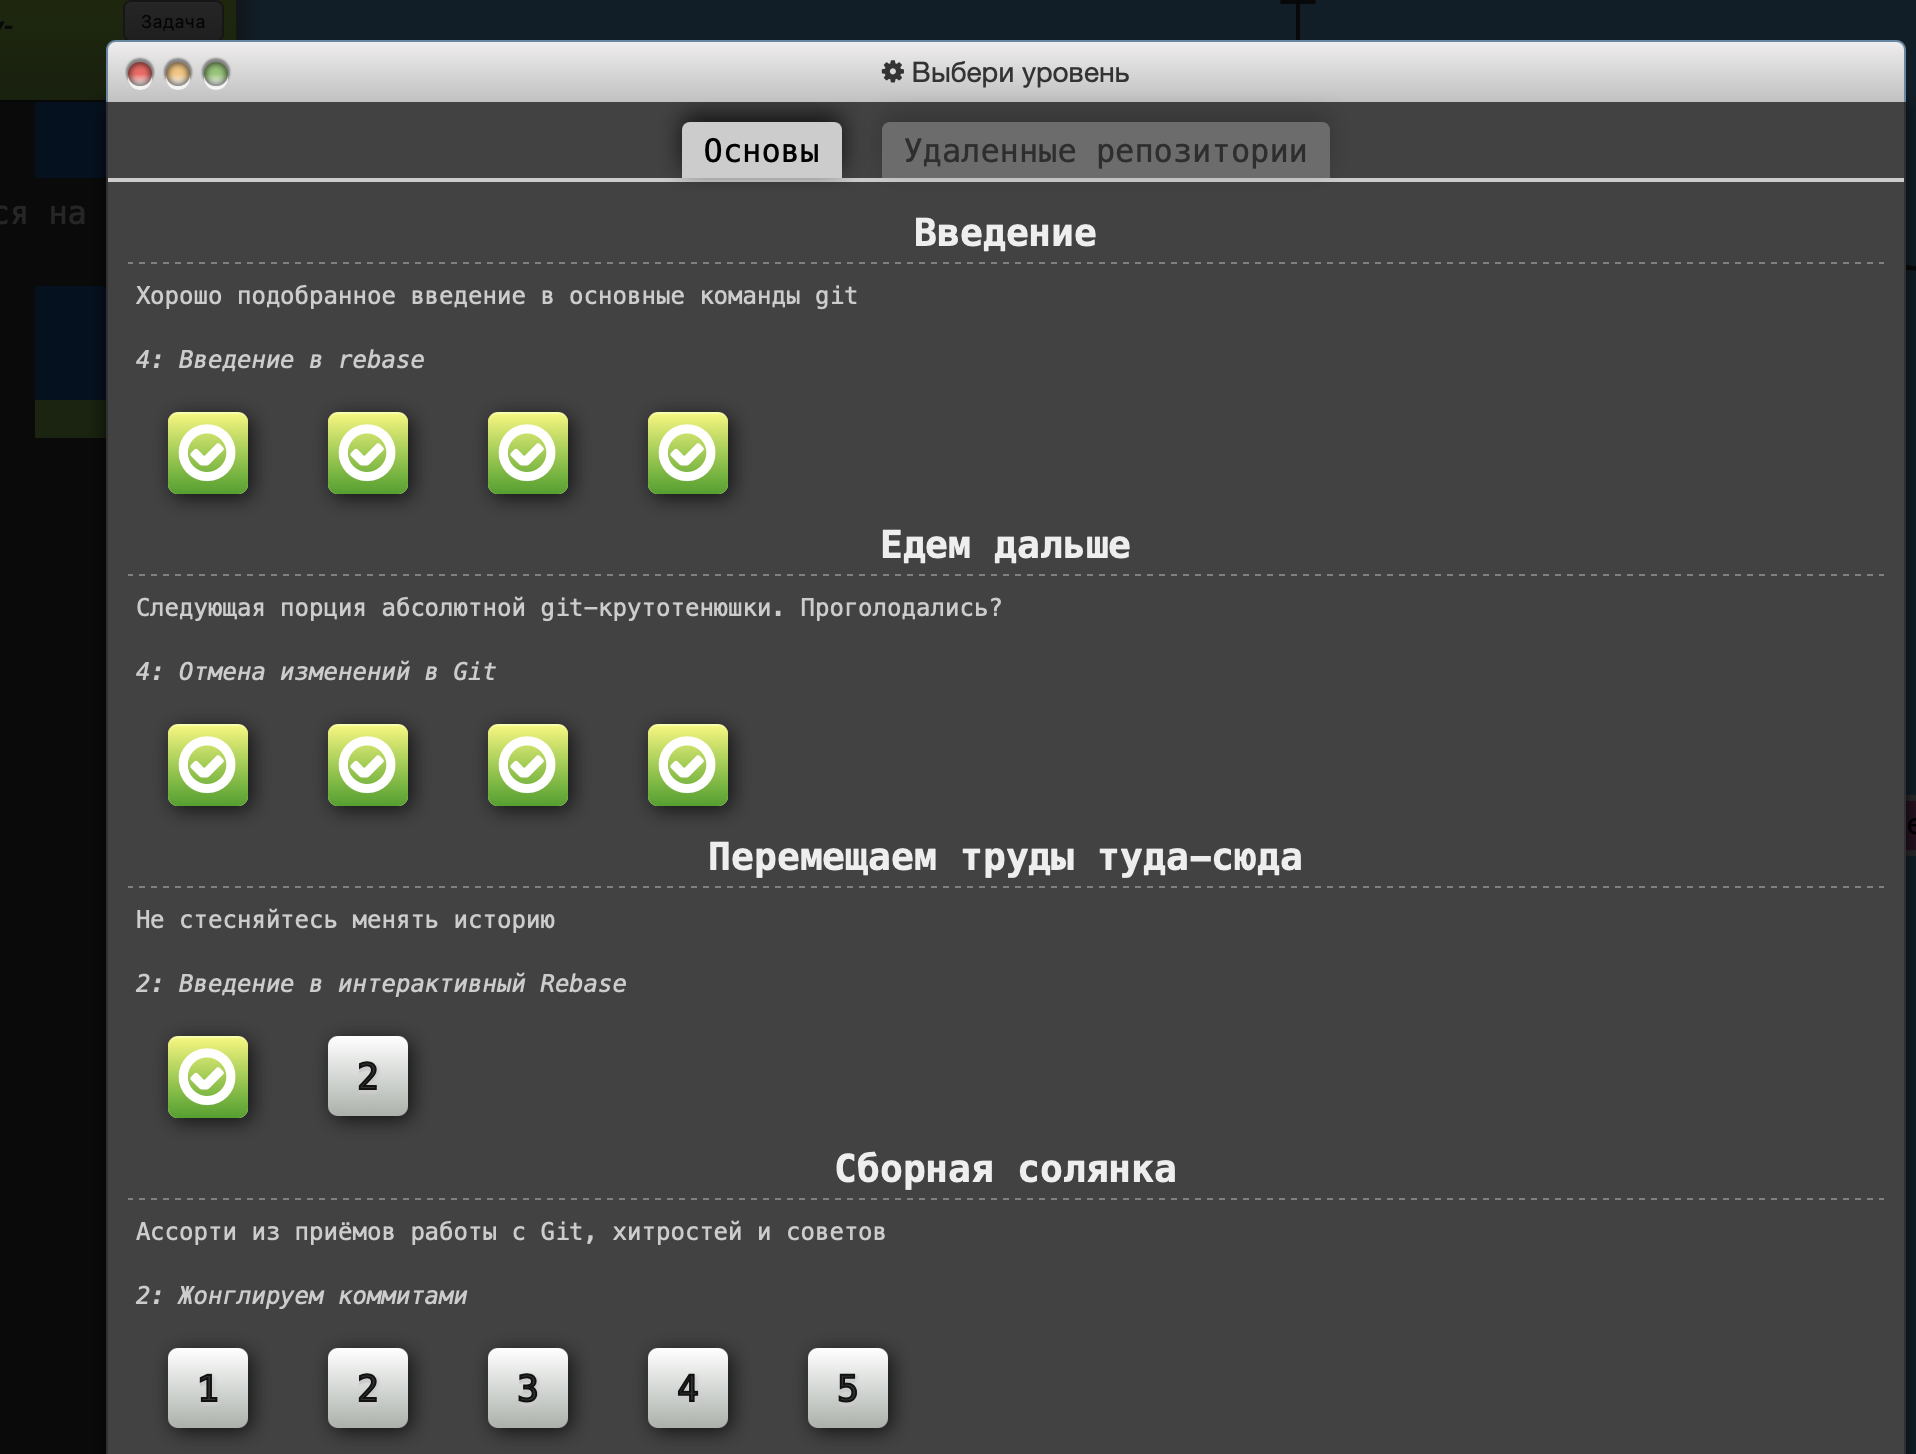 Задача
Выбери уровень
ся на
Основы
Удаленные репозитории
Введение
Хорошо подобранное введение в основные команды git
4: Введение в rebase
Едем дальше
Следующая порция абсолютной git-крутотенюшки. Проголодались?
4: Отмена изменений в Git
Перемещаем труды туда-сюда
Не стесняйтесь менять историю
2: Введение в интерактивный Rebase
2
Сборная солянка
Ассорти из приёмов работы с Git, хитростей и советов
2: Жонглируем коммитами
1 2 3 4 5